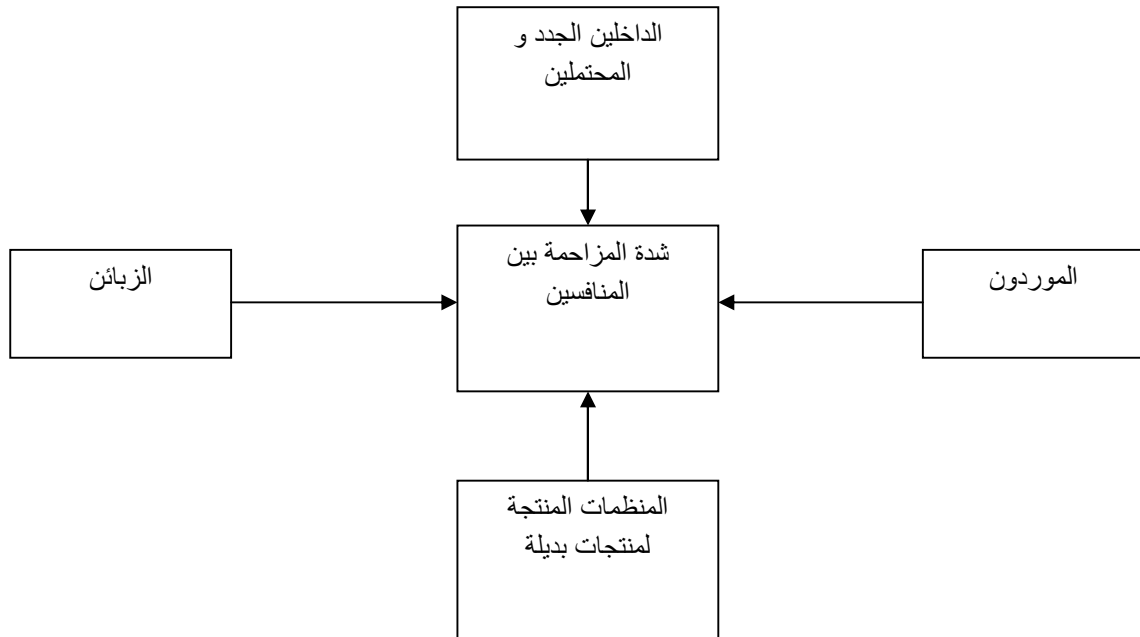 الداخلين الجدد و
المحتملين
شدة المزاحمة بين
المنافسين
الموردون
الزبائن
المنظمات المنتجة
لمنتجات بديلة